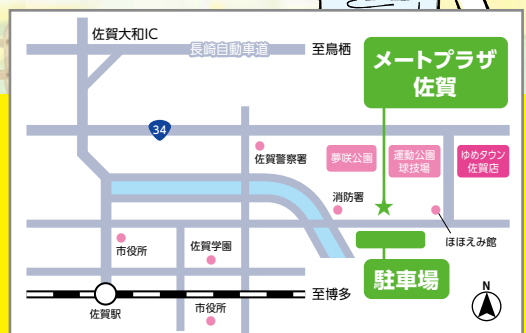 佐賀大和IC
長崎自動車道
至鳥栖
メートプラザ
佐賀
34
佐賀警察署
夢咲公園
運動公園
球技場
ゆめタウン
佐賀店
消防署
ほほえみ館
市役所
佐賀学園
駐車場
佐賀駅
市役所
至博多
N